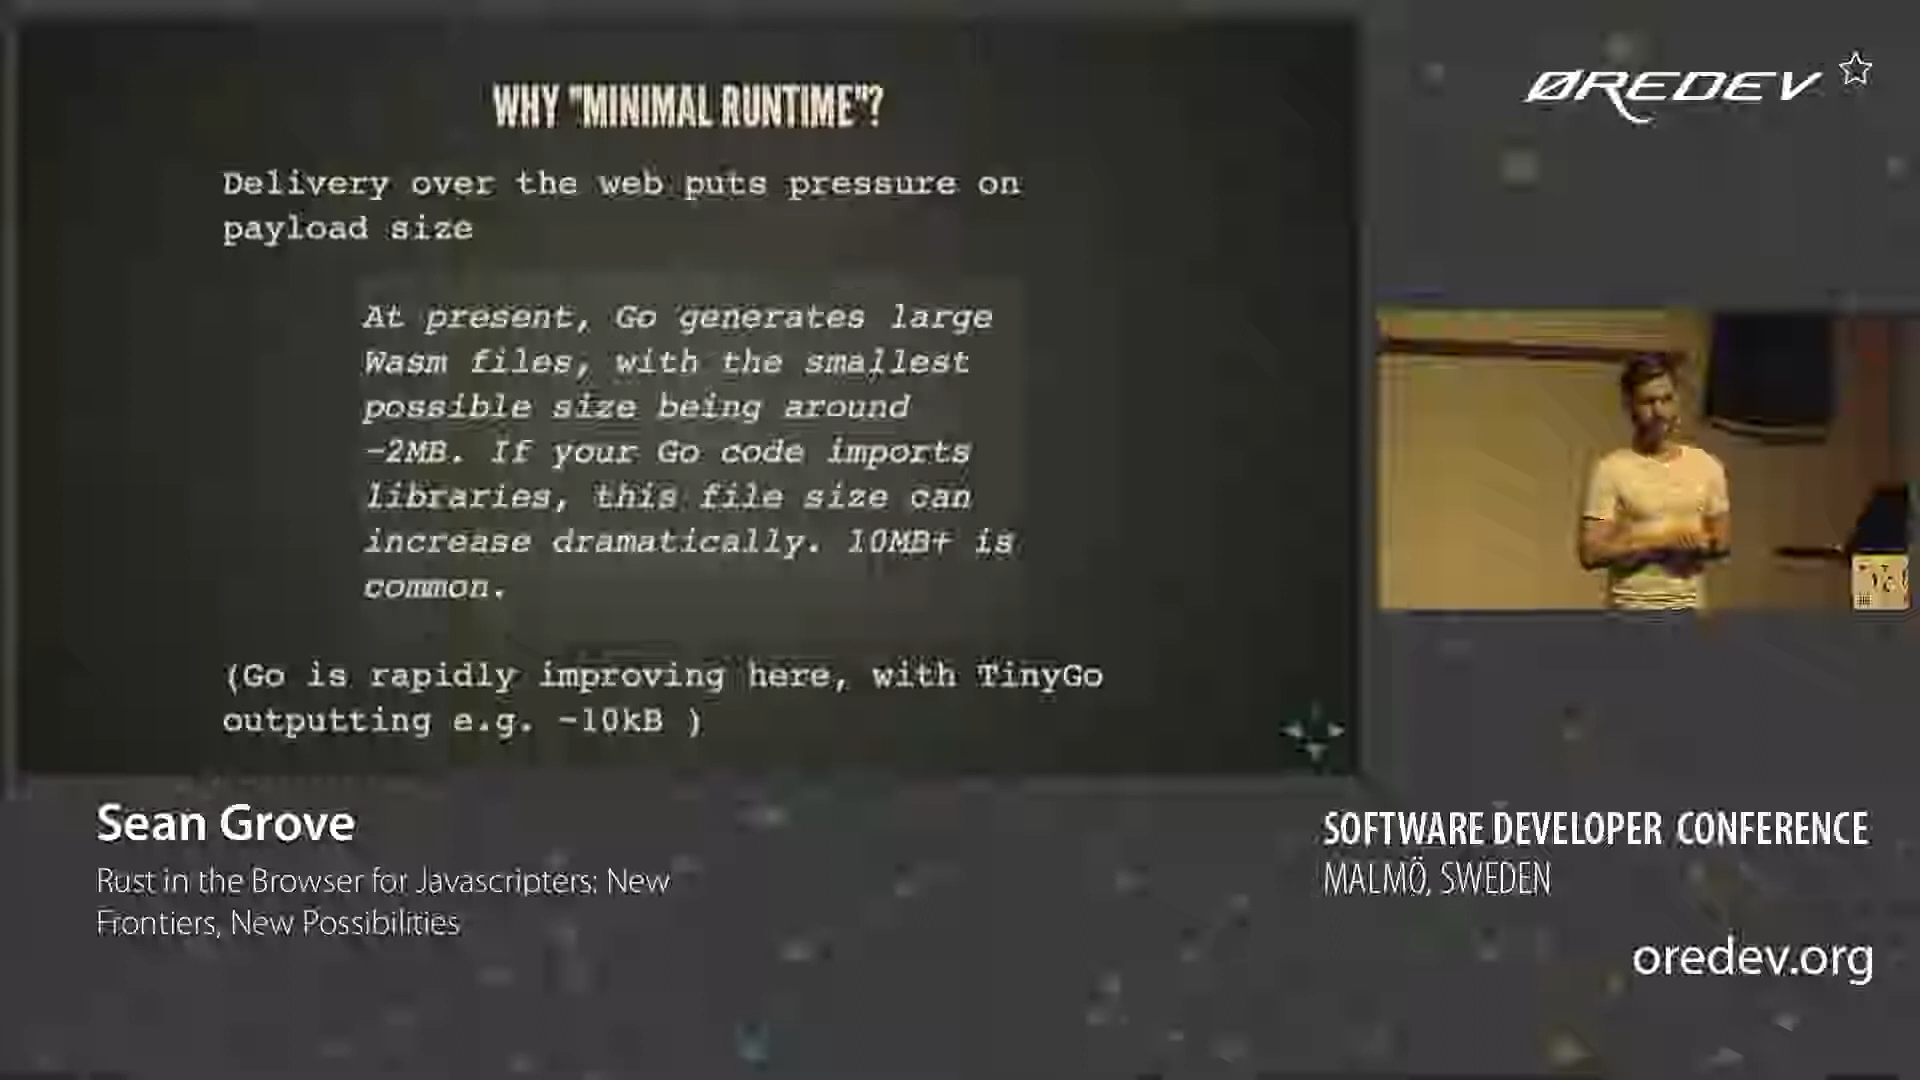 WHY "MINIMAL RUNTIME"?
Delivery over the web puts pressure on
payload size
At present, Go generates large
Wasm files, with the smallest
possible size being around
~2MB. If your Go code imports
libraries, this file size can
increase dramatically. 10MB+ is
common.
(Go is rapidly improving here, with TinyGo
outputting e.g. ~10kB )
ØREDEV
Sean Grove
Rust in the Browser for Javascripters: New
Frontiers, New Possibilities
SOFTWARE DEVELOPER CONFERENCE
MALMÖ, SWEDEN
oredev.org